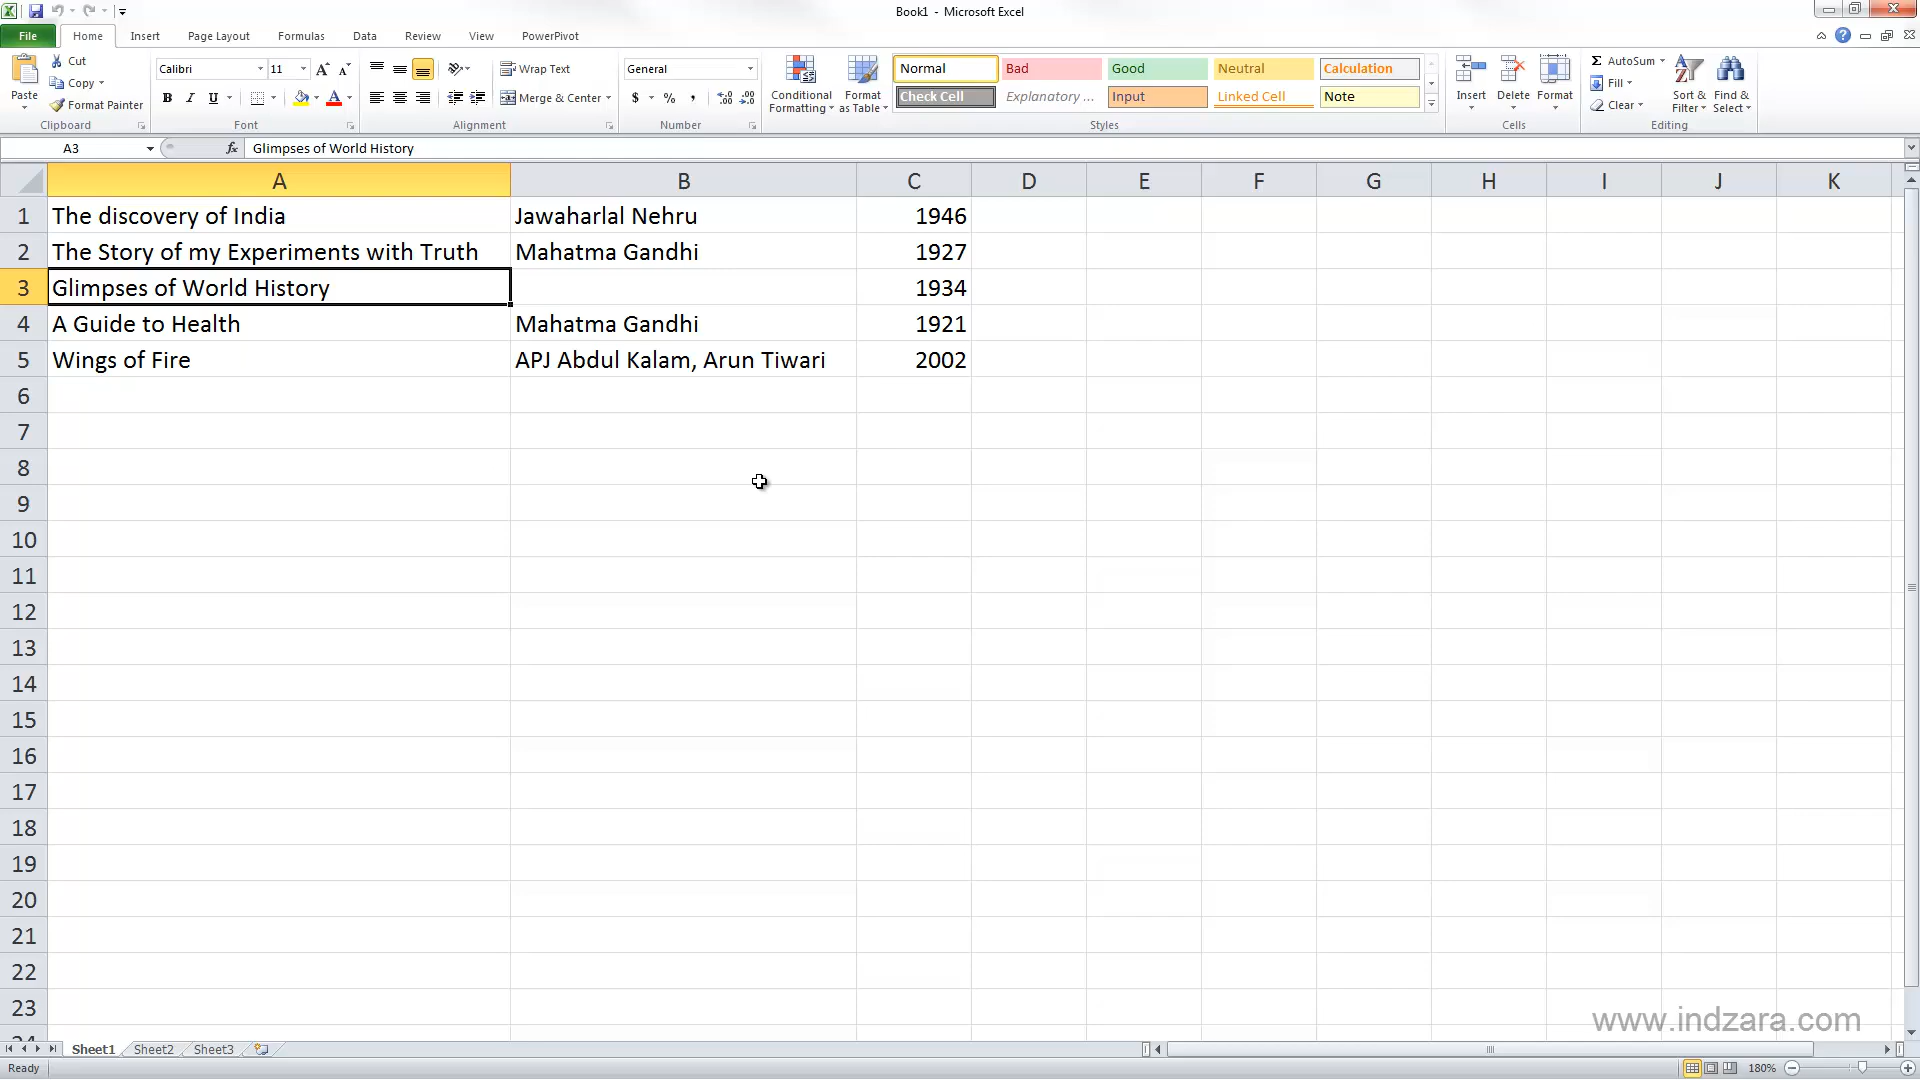 Book1 - Microsoft Excel
File Home Insert Page Layout Formulas Data Review View PowerPivot
Paste
Cut
Copy
Format Painter
Clipboard
Calibri 11
B I U
Font
Wrap Text
Merge & Center
Alignment
General
$ % ,
Number
Conditional Formatting
Format as Table
Normal Bad Good Neutral Calculation
Check Cell Explanatory ... Input Linked Cell Note
Styles
Insert Delete Format
Cells
Σ AutoSum
Fill
Clear
Sort & Filter
Find & Select
Editing
A3 fx Glimpses of World History
A B C D E F G H I J K
1 The discovery of India Jawaharlal Nehru 1946
2 The Story of my Experiments with Truth Mahatma Gandhi 1927
3 Glimpses of World History 1934
4 A Guide to Health Mahatma Gandhi 1921
5 Wings of Fire APJ Abdul Kalam, Arun Tiwari 2002
6
7
8
9
10
11
12
13
14
15
16
17
18
19
20
21
22
23
24
www.indzara.com
Sheet1 Sheet2 Sheet3
Ready 180%